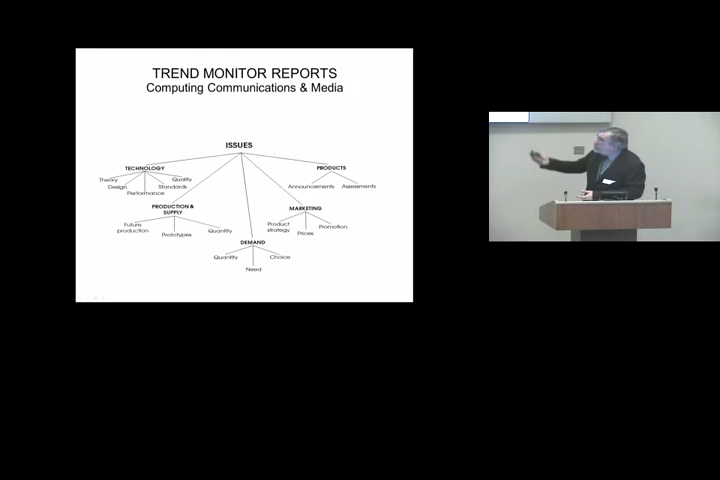 TREND MONITOR REPORTS
Computing Communications & Media
ISSUES
TECHNOLOGY
Theory
Quality
Design
Standards
Performance
PRODUCTS
Announcements
Assessments
PRODUCTION &
SUPPLY
Future
production
Prototypes
Quantity
MARKETING
Product
strategy
Prices
Promotion
DEMAND
Quantity
Need
Choice